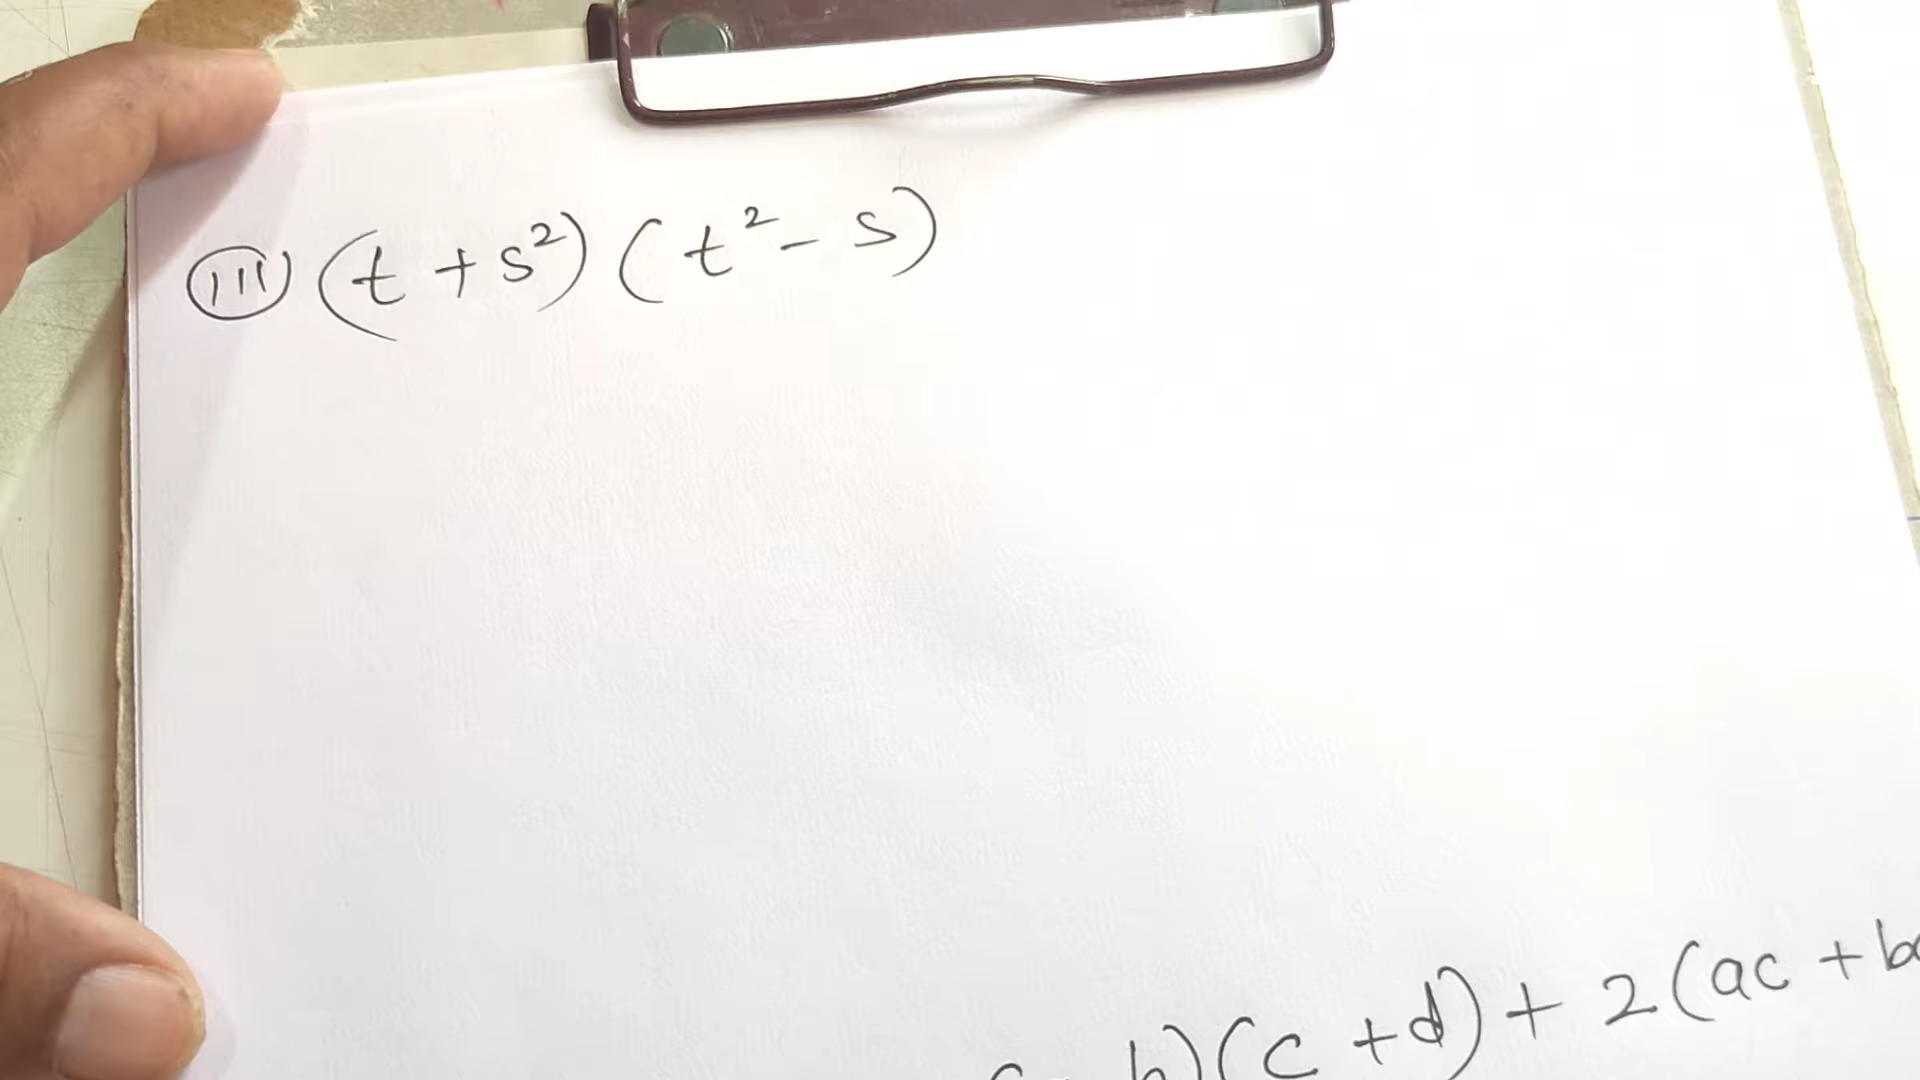 (III) (t + s²) (t² - s)
(c + d) + 2 (ac +